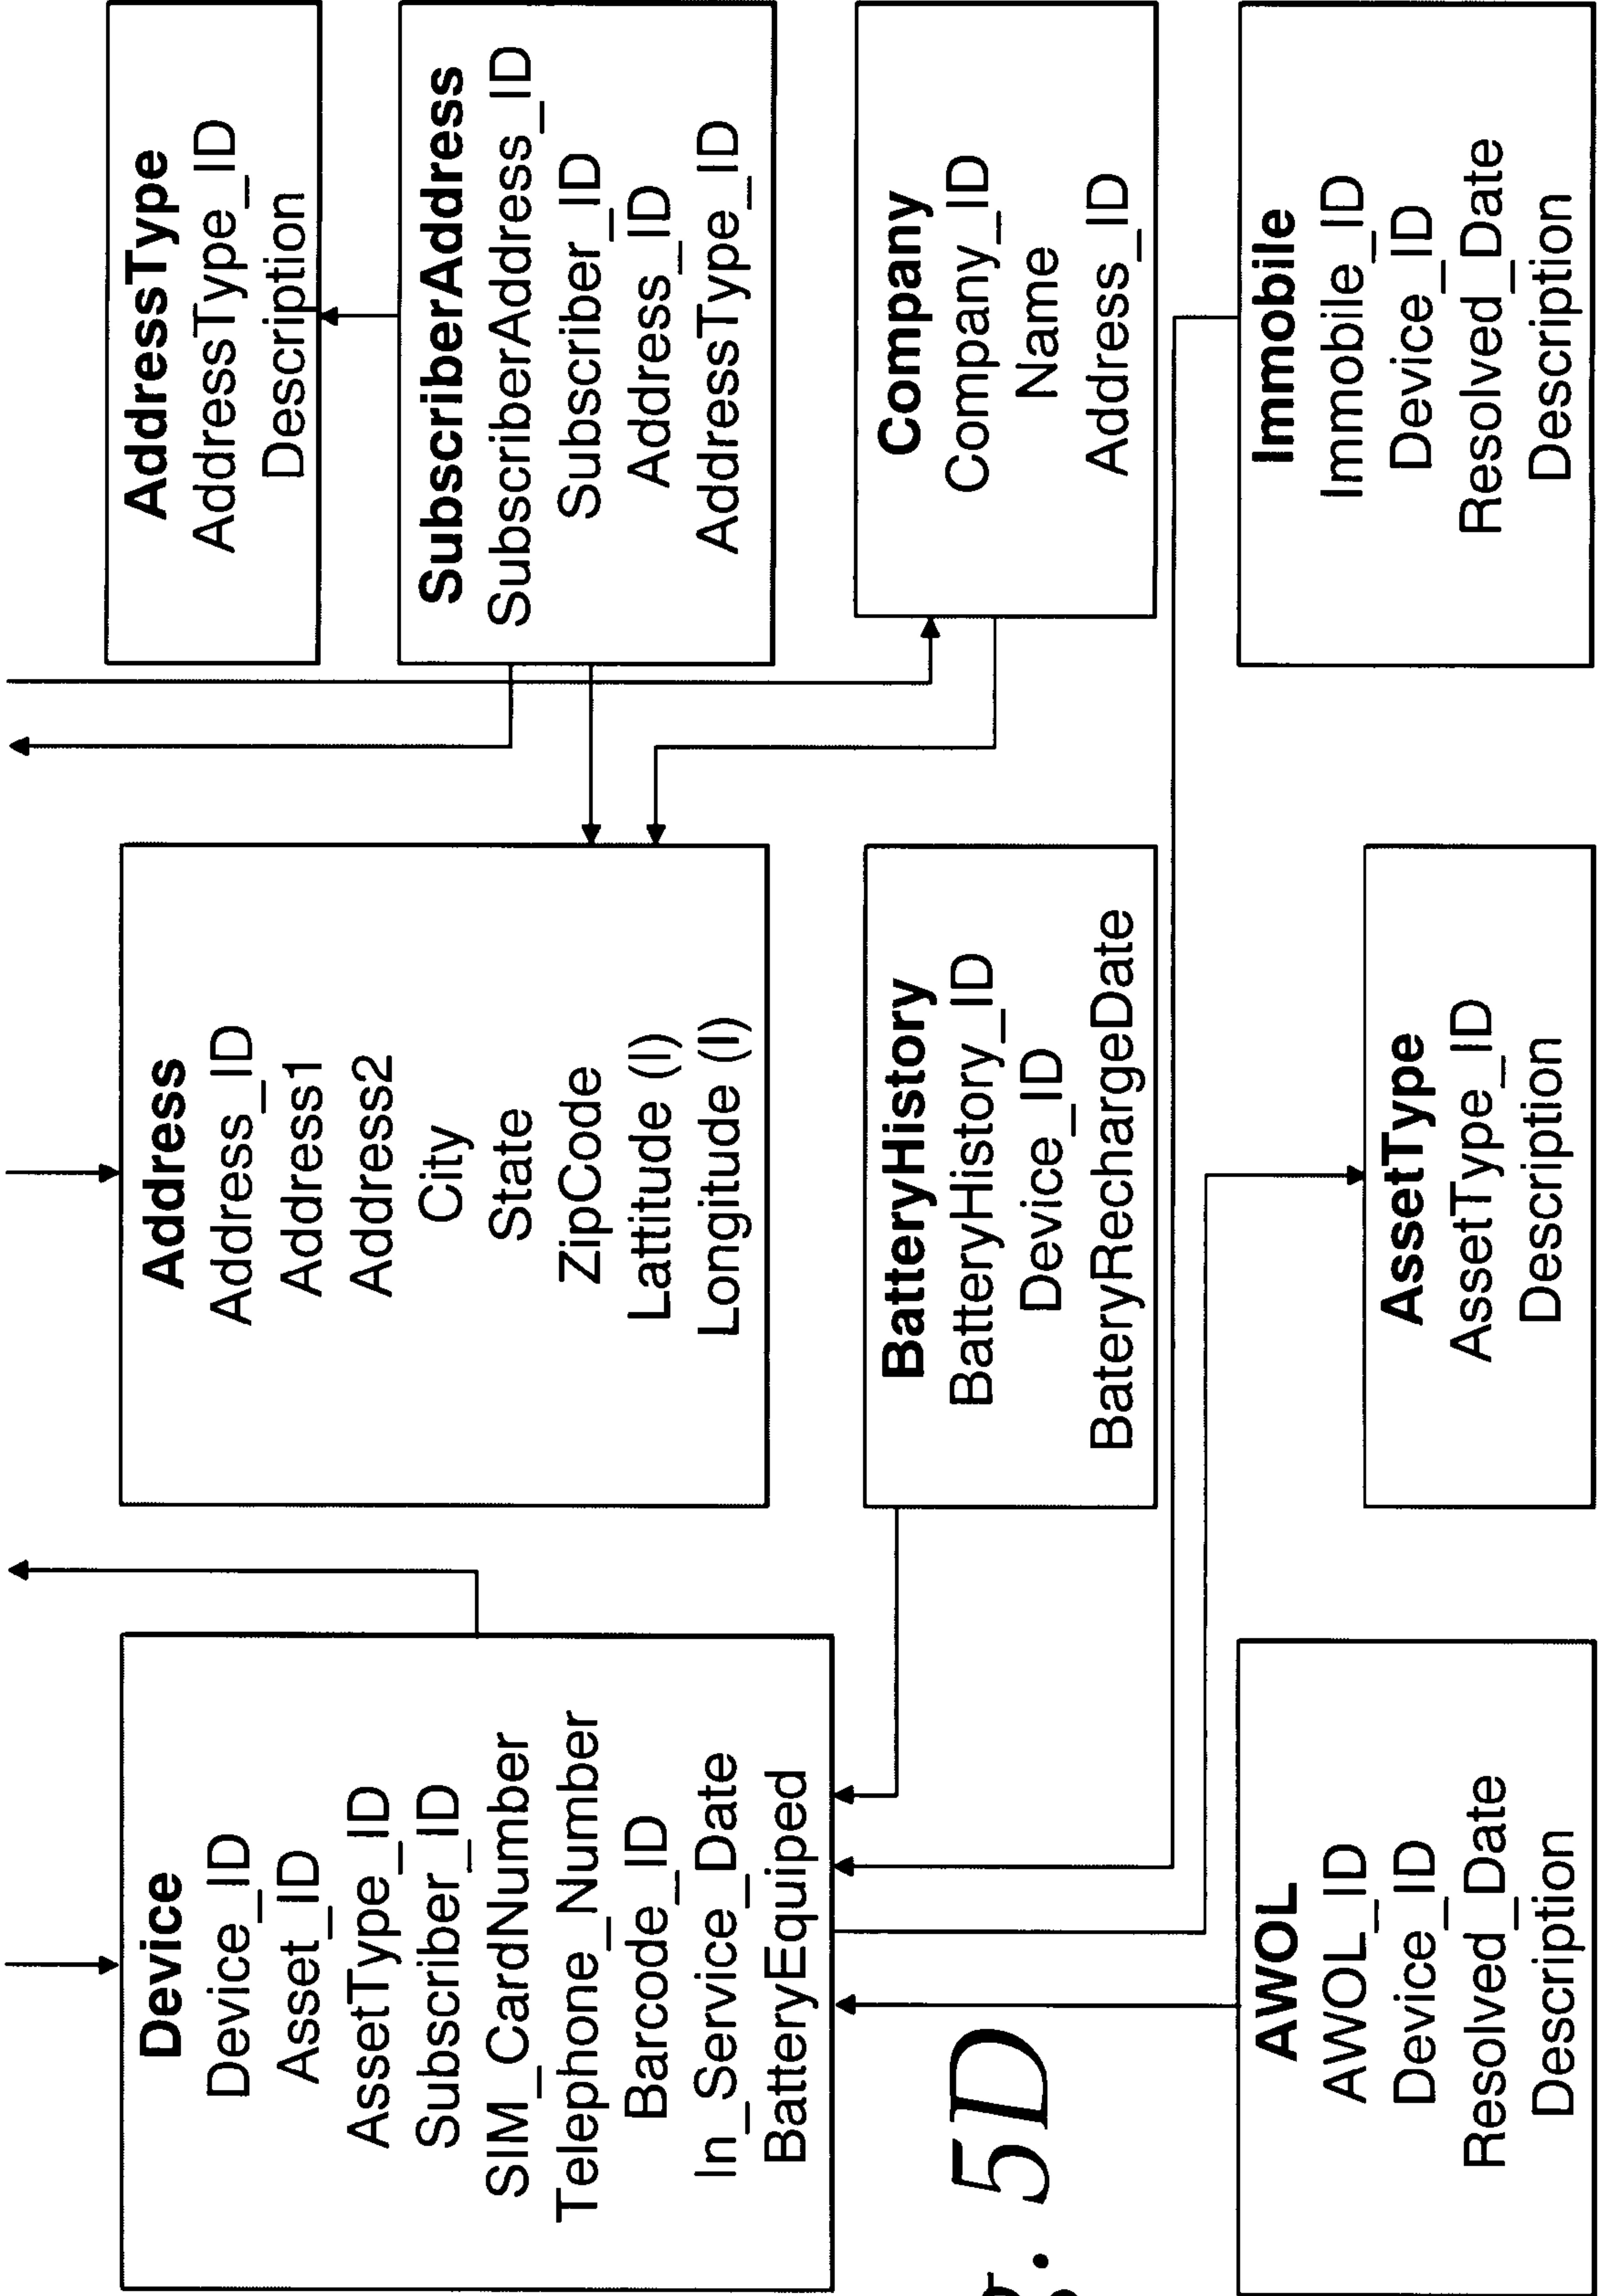 Device
Device_ID
Asset_ID
AssetType_ID
Subscriber_ID
SIM_CardNumber
Telephone_Number
Barcode_ID
In_Service_Date
BatteryEquiped
g. 5D
AWOL
AWOL_ID
Device_ID
Resolved_Date
Description
Address
Address_ID
Address1
Address2
City
State
ZipCode
Lattitude (I)
Longitude (I)
BatteryHistory
BatteryHistory_ID
Device_ID
BateryRechargeDate
AssetType
AssetType_ID
Description
AddressType
AddressType_ID
Description
SubscriberAddress
SubscriberAddress_ID
Subscriber_ID
Address_ID
AddressType_ID
Company
Company_ID
Name
Address_ID
Immobile
Immobile_ID
Device_ID
Resolved_Date
Description